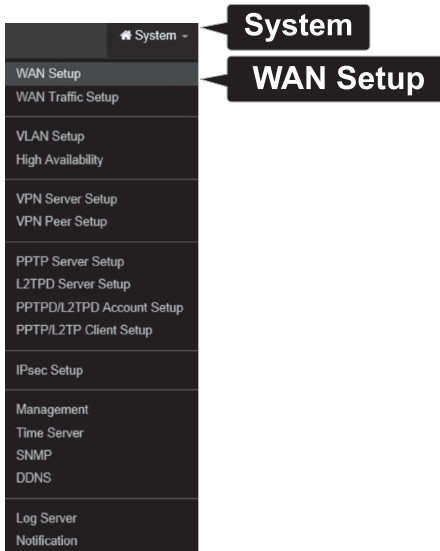 System
System
WAN Setup
WAN Setup
WAN Traffic Setup
VLAN Setup
High Availability
VPN Server Setup
VPN Peer Setup
PPTP Server Setup
L2TPD Server Setup
PPTPD/L2TPD Account Setup
PPTP/L2TP Client Setup
IPsec Setup
Management
Time Server
SNMP
DDNS
Log Server
Notification